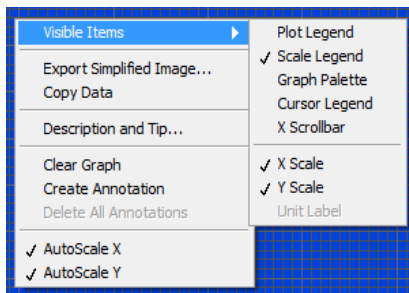 Visible Items
Export Simplified Image...
Copy Data
Description and Tip...
Clear Graph
Create Annotation
Delete All Annotations
AutoScale X
AutoScale Y
Plot Legend
Scale Legend
Graph Palette
Cursor Legend
X Scrollbar
X Scale
Y Scale
Unit Label